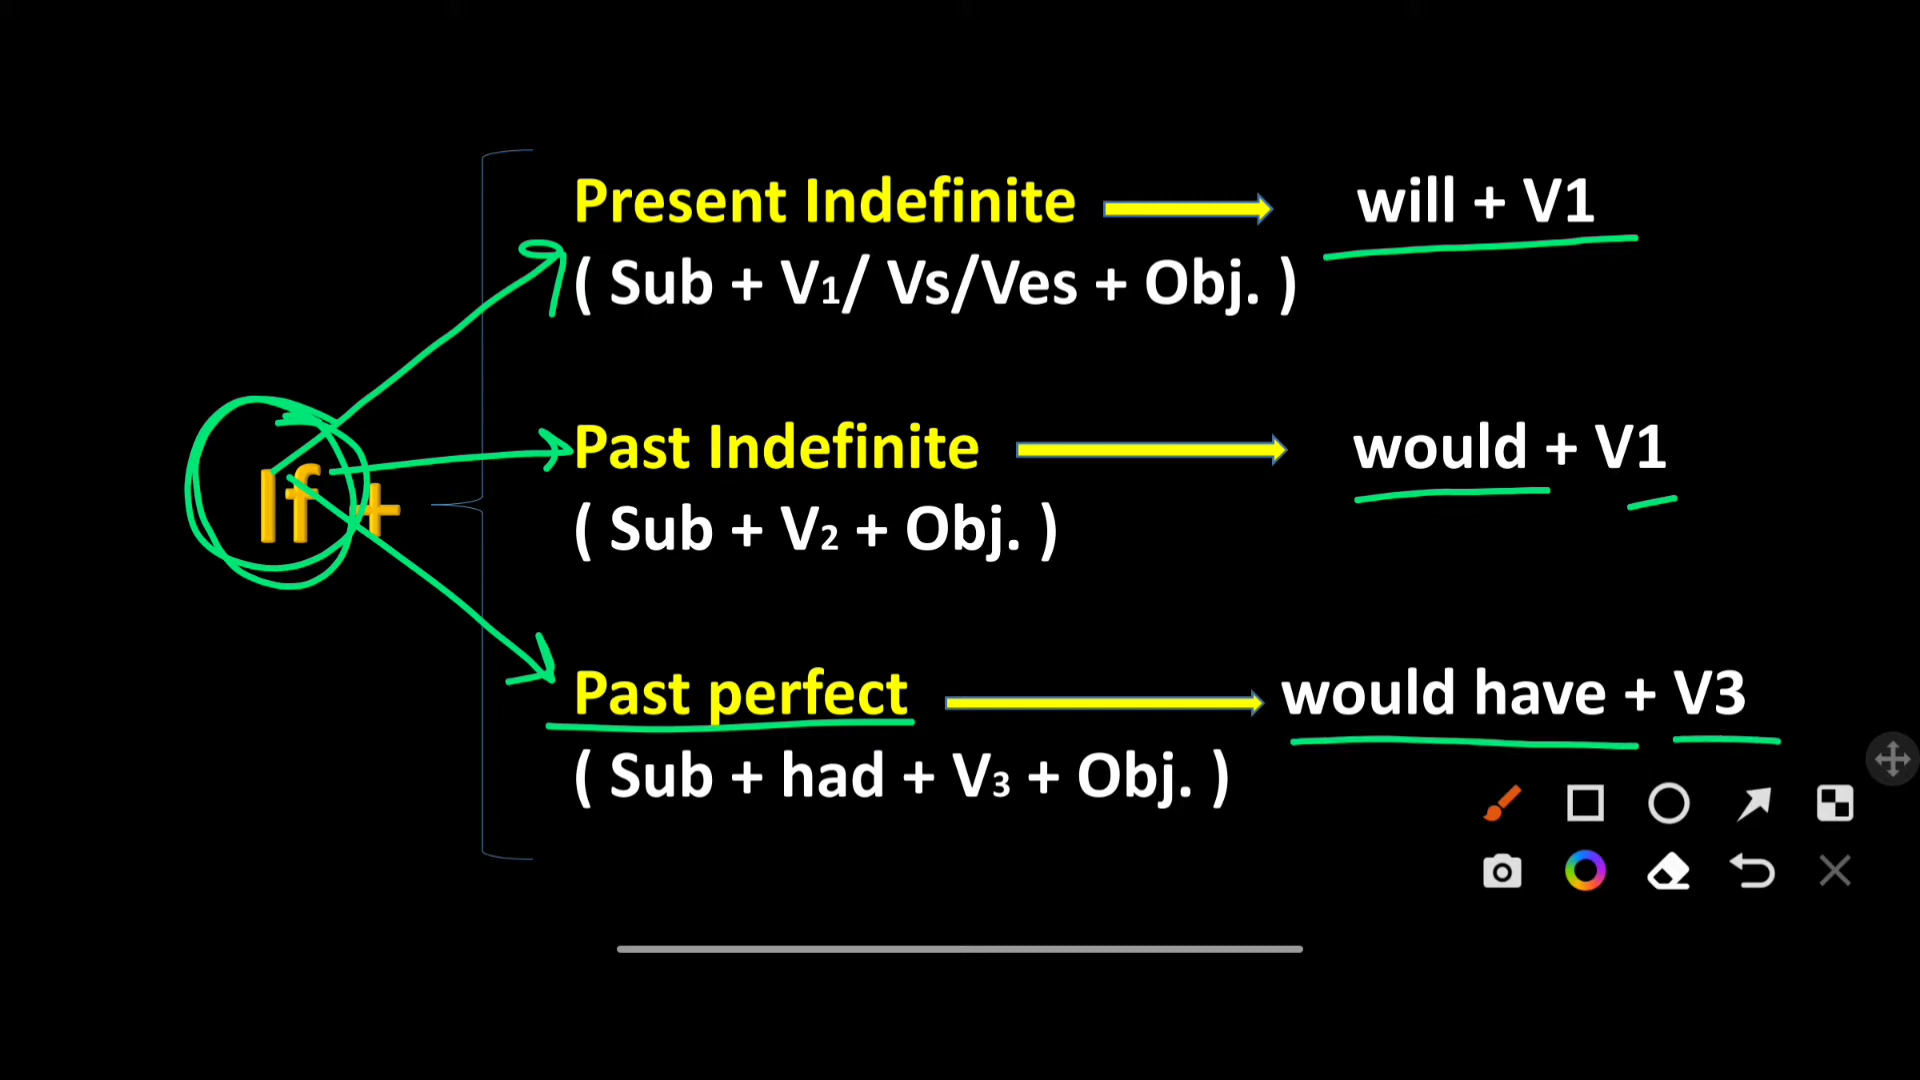 Present Indefinite will + V1
( Sub + V1/ Vs/Ves + Obj. )
If +
Past Indefinite would + V1
( Sub + V2 + Obj. )
Past perfect would have + V3
( Sub + had + V3 + Obj. )